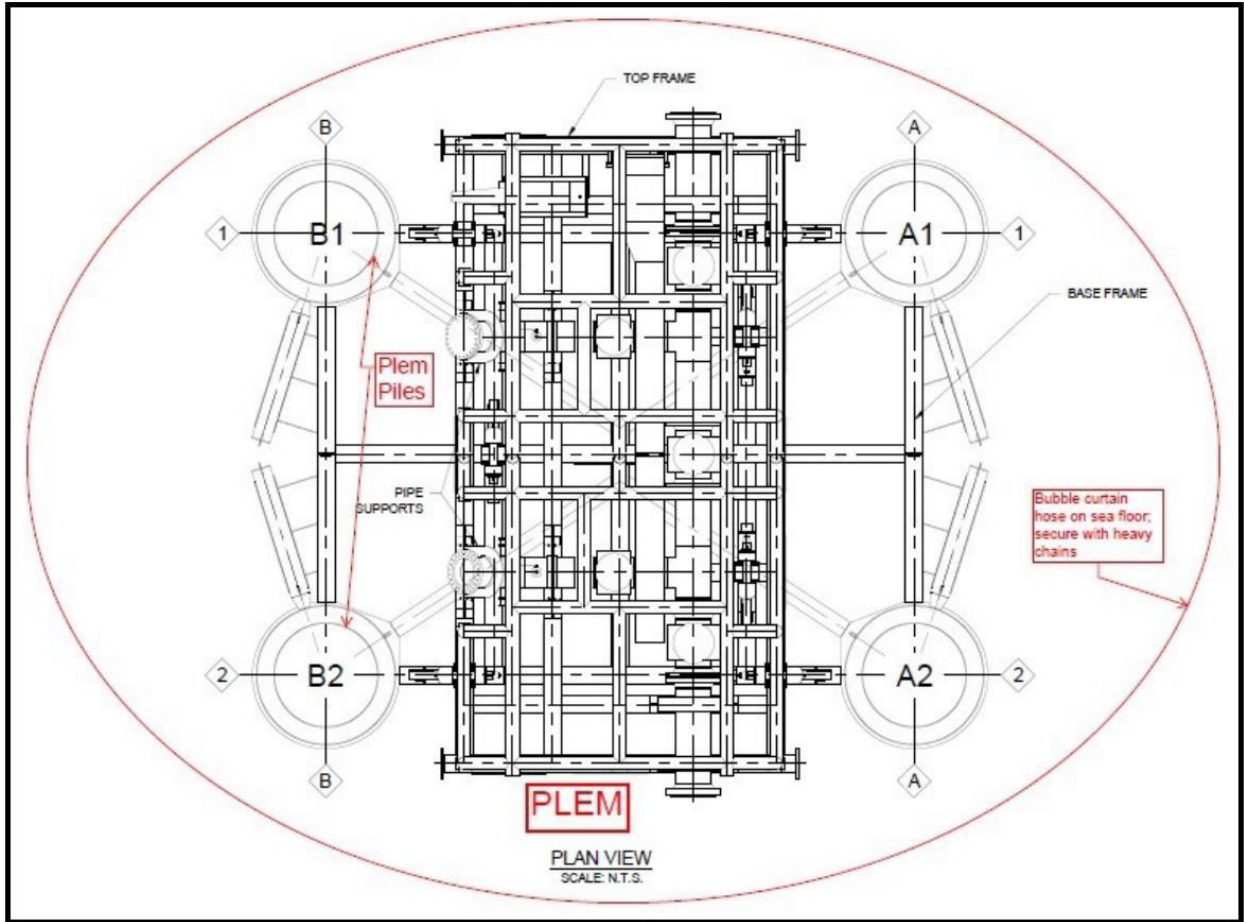 TOP FRAME
B
A
1
B1
A1
1
BASE FRAME
Plem
Piles
PIPE
SUPPORTS
Bubble curtain
hose on sea floor;
secure with heavy
chains
2
B2
A2
2
B
A
PLEM
PLAN VIEW
SCALE: N.T.S.